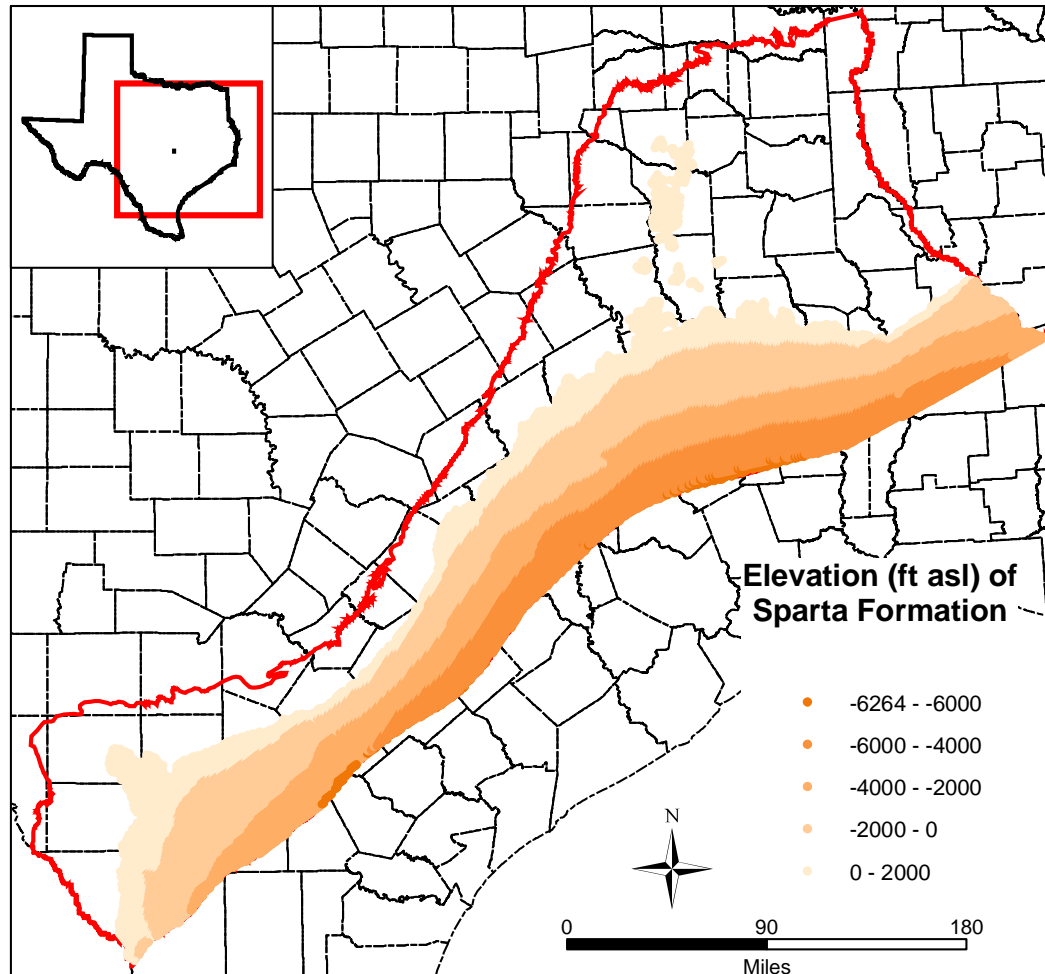 Elevation (ft asl) of
Sparta Formation
-6264 - -6000
-6000 - -4000
-4000 - -2000
-2000 - 0
0 - 2000
N
0 90 180
Miles